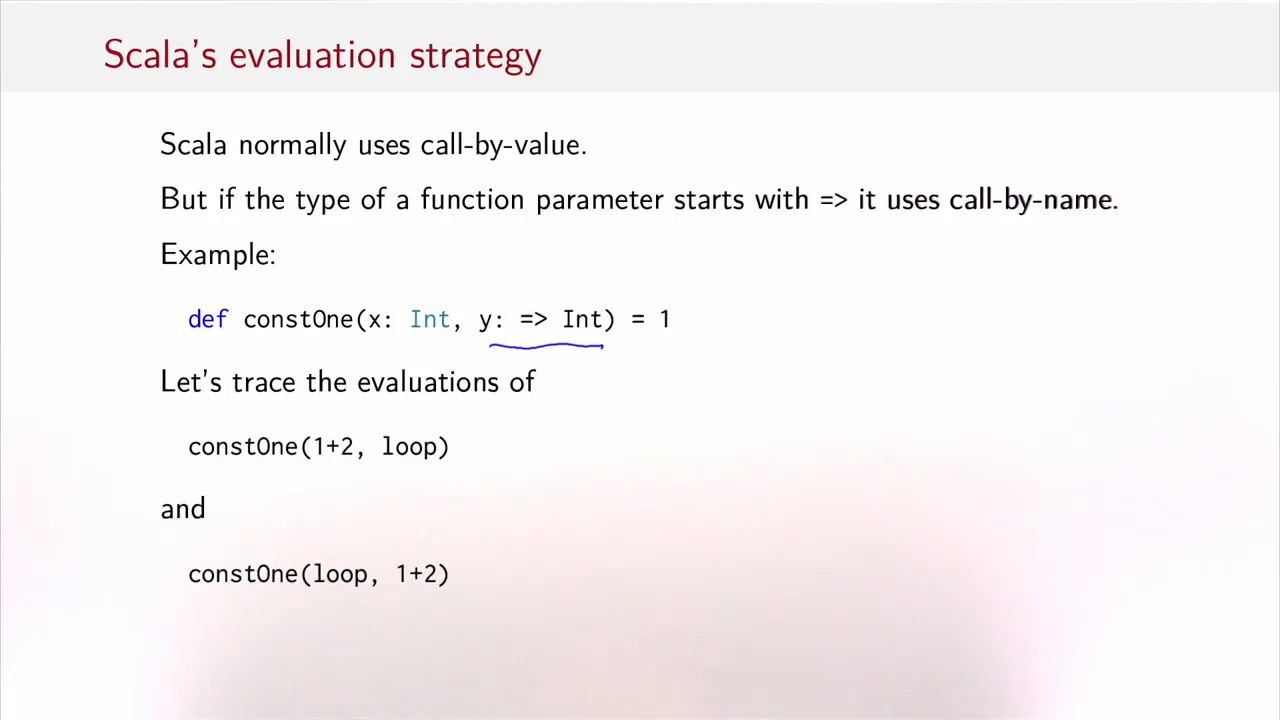 Scala's evaluation strategy
Scala normally uses call-by-value.
But if the type of a function parameter starts with => it uses call-by-name.
Example:
def constOne(x: Int, y: => Int) = 1
Let's trace the evaluations of
constOne(1+2, loop)
and
constOne(loop, 1+2)